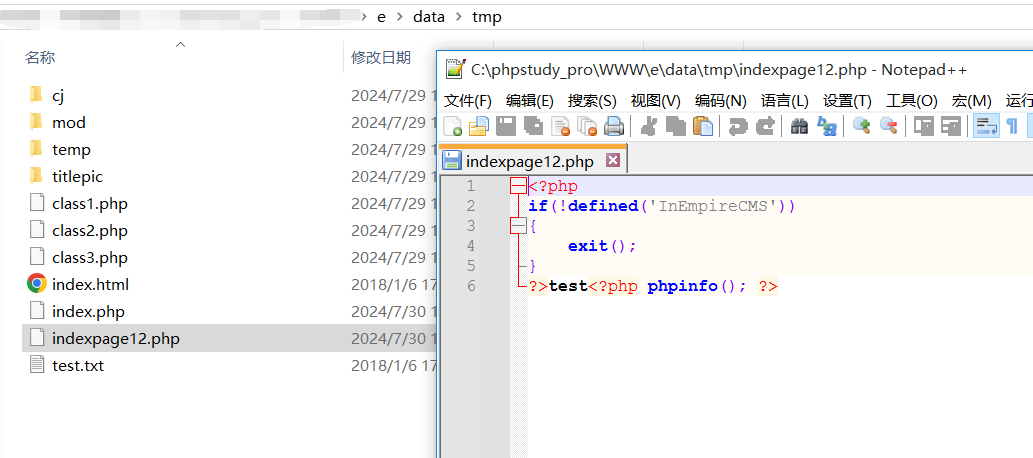 e > data > tmp
名称 修改日期
cj 2024/7/29 1
mod 2024/7/29 1
temp 2024/7/29 1
titlepic 2024/7/29 1
class1.php 2024/7/29 1
class2.php 2024/7/29 1
class3.php 2024/7/29 1
index.html 2018/1/6 17
index.php 2024/7/30 1
indexpage12.php 2024/7/30 1
test.txt 2018/1/6 17
C:\phpstudy_pro\WWW\e\data\tmp\indexpage12.php - Notepad++
文件(F) 编辑(E) 搜索(S) 视图(V) 编码(N) 语言(L) 设置(T) 工具(O) 宏(M) 运行
indexpage12.php
1 <?php
2 if(!defined('InEmpireCMS'))
3 {
4     exit();
5 }
6 ?>test<?php phpinfo(); ?>